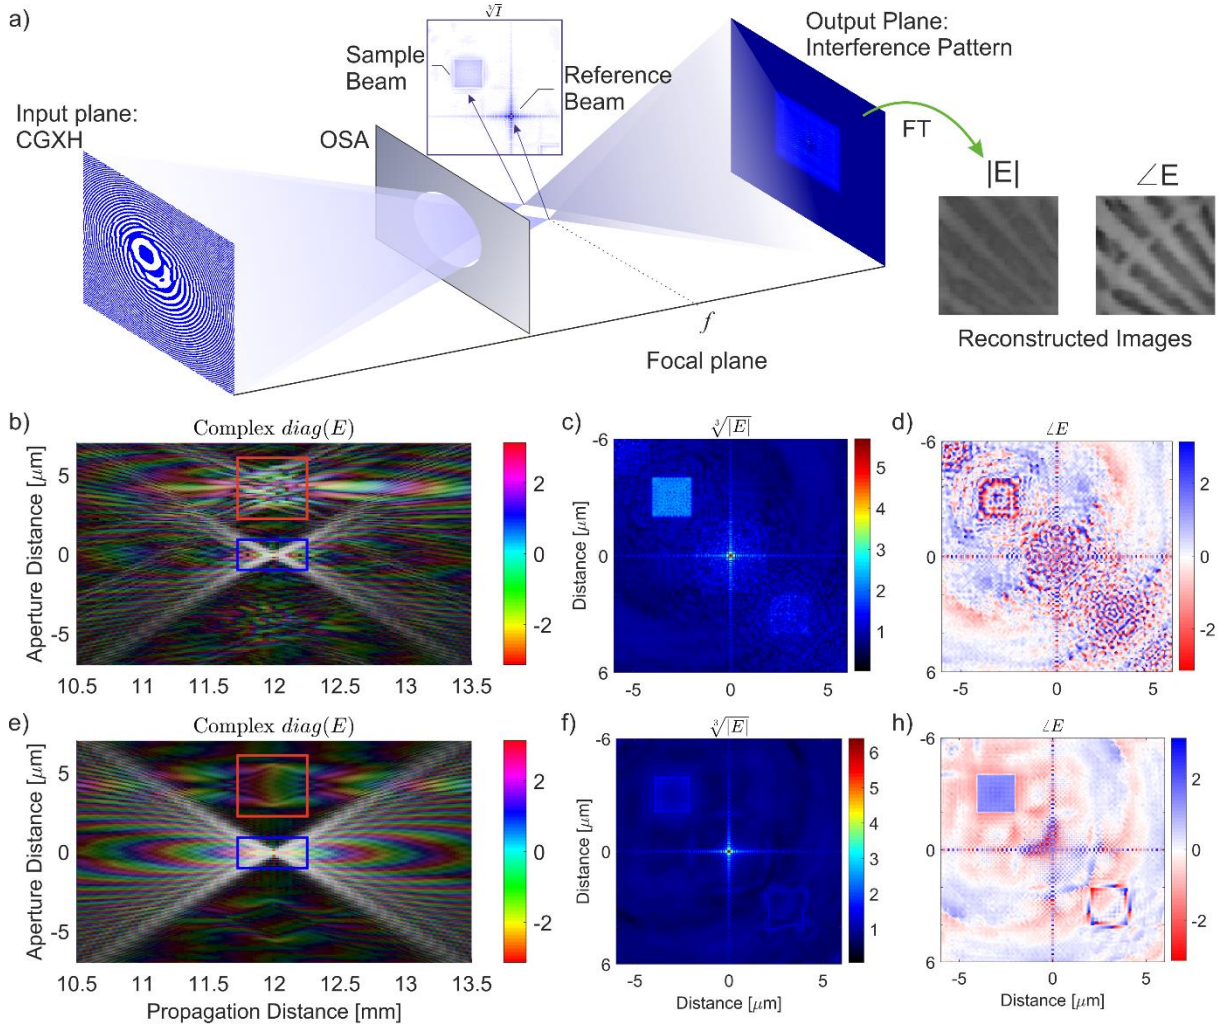 a)
∛I
Sample
Beam
Reference
Beam
Output Plane:
Interference Pattern
Input plane:
CGXH
OSA
FT
|E|
∠E
f
Focal plane
Reconstructed Images
b)
Complex diag(E)
Aperture Distance [μm]
5
0
-5
10.5 11 11.5 12 12.5 13 13.5
2
1
0
-1
-2
c)
∛|E|
Distance [μm]
-6
0
6
-5 0 5
5
4
3
2
1
d)
∠E
-6
0
6
-5 0 5
2
0
-2
e)
Complex diag(E)
Aperture Distance [μm]
5
0
-5
10.5 11 11.5 12 12.5 13 13.5
Propagation Distance [mm]
2
1
0
-1
-2
f)
∛|E|
Distance [μm]
-6
0
6
-5 0 5
Distance [μm]
6
5
4
3
2
1
h)
∠E
-6
0
6
-5 0 5
Distance [μm]
2
0
-2